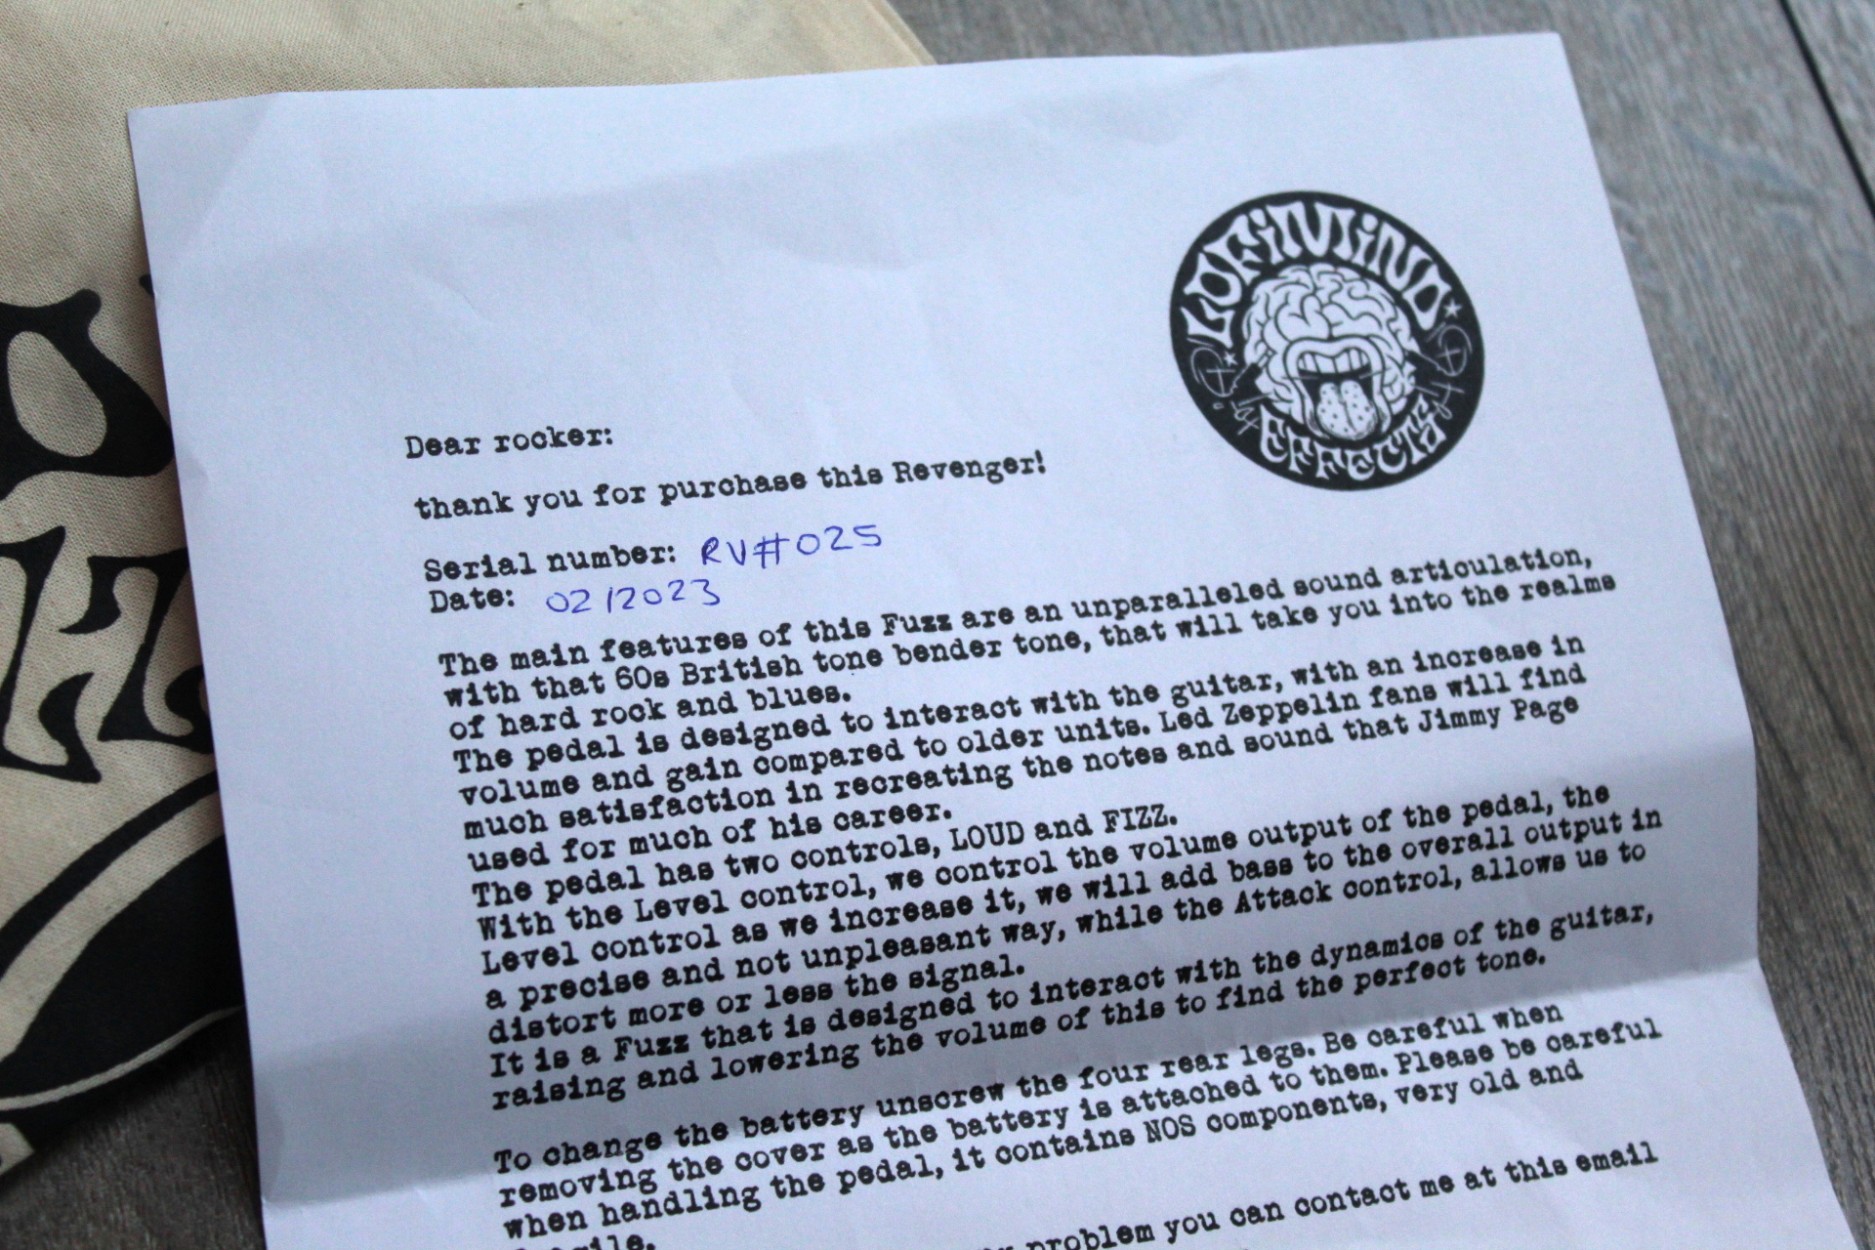 LOFiMiND
EFFECTS
Dear rocker:
thank you for purchase this Revenger!
Serial number: RV#025
Date: 02/2023
The main features of this Fuzz are an unparalleled sound articulation,
with that 60s British tone bender tone, that will take you into the realms
of hard rock and blues.
The pedal is designed to interact with the guitar, with an increase in
volume and gain compared to older units. Led Zeppelin fans will find
much satisfaction in recreating the notes and sound that Jimmy Page
used for much of his career.
The pedal has two controls, LOUD and FIZZ.
With the Level control, we control the volume output of the pedal, the
Level control as we increase it, we will add bass to the overall output in
a precise and not unpleasant way, while the Attack control, allows us to
distort more or less the signal.
It is a Fuzz that is designed to interact with the dynamics of the guitar,
raising and lowering the volume of this to find the perfect tone.
To change the battery unscrew the four rear legs. Be careful when
removing the cover as the battery is attached to them. Please be careful
when handling the pedal, it contains NOS components, very old and
problem you can contact me at this email